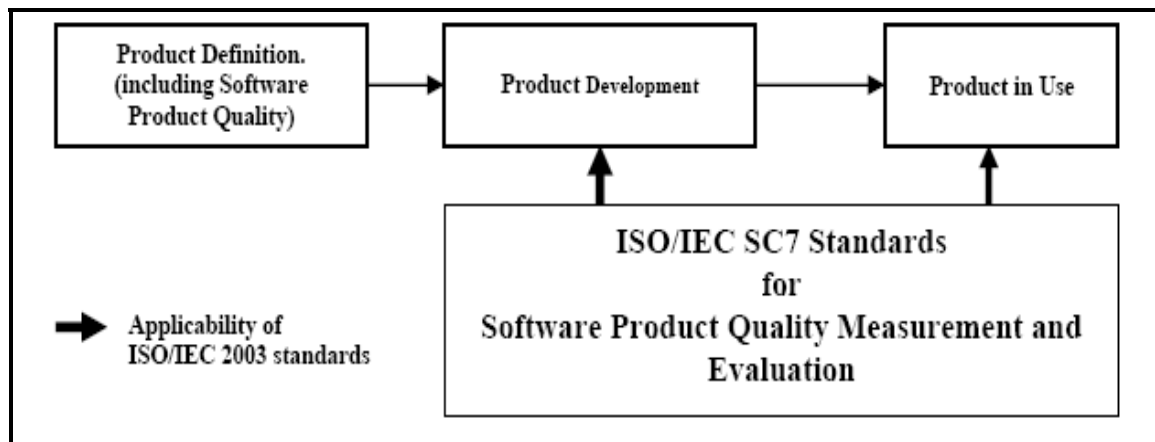 Product Definition.
(including Software
Product Quality)
Product Development
Product in Use
ISO/IEC SC7 Standards
for
Software Product Quality Measurement and
Evaluation
Applicability of
ISO/IEC 2003 standards